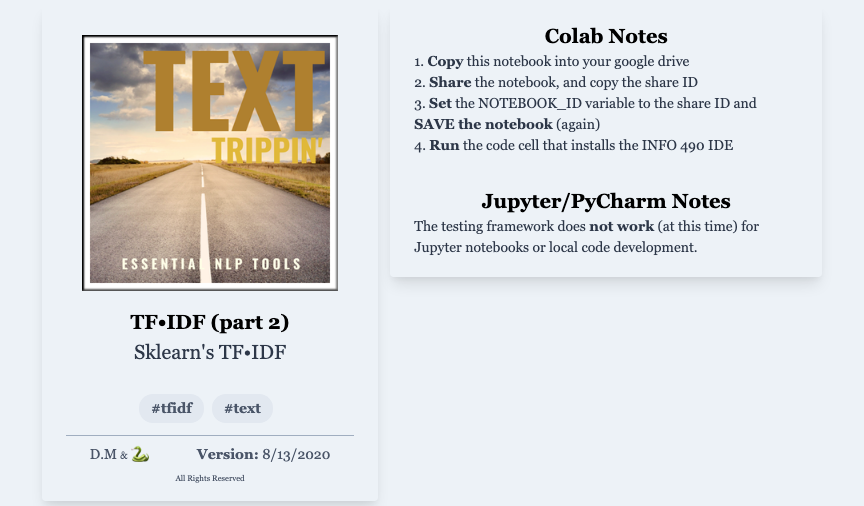 TEXT
TRIPPIN'
ESSENTIAL NLP TOOLS
TF•IDF (part 2)
Sklearn's TF•IDF
#tfidf #text
D.M & Version: 8/13/2020
All Rights Reserved
Colab Notes
1. Copy this notebook into your google drive
2. Share the notebook, and copy the share ID
3. Set the NOTEBOOK_ID variable to the share ID and
SAVE the notebook (again)
4. Run the code cell that installs the INFO 490 IDE
Jupyter/PyCharm Notes
The testing framework does not work (at this time) for
Jupyter notebooks or local code development.